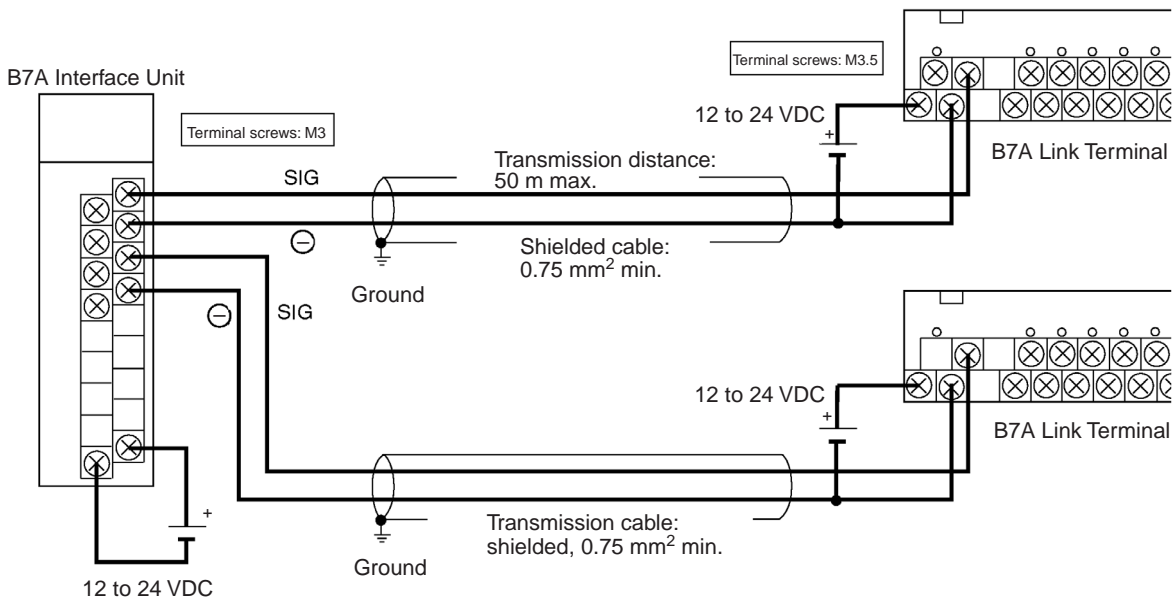 B7A Interface Unit
Terminal screws: M3
Terminal screws: M3.5
12 to 24 VDC
+
B7A Link Terminal
SIG
Transmission distance:
50 m max.
−
Shielded cable:
0.75 mm² min.
Ground
SIG
−
12 to 24 VDC
+
B7A Link Terminal
Transmission cable:
shielded, 0.75 mm² min.
Ground
+
12 to 24 VDC